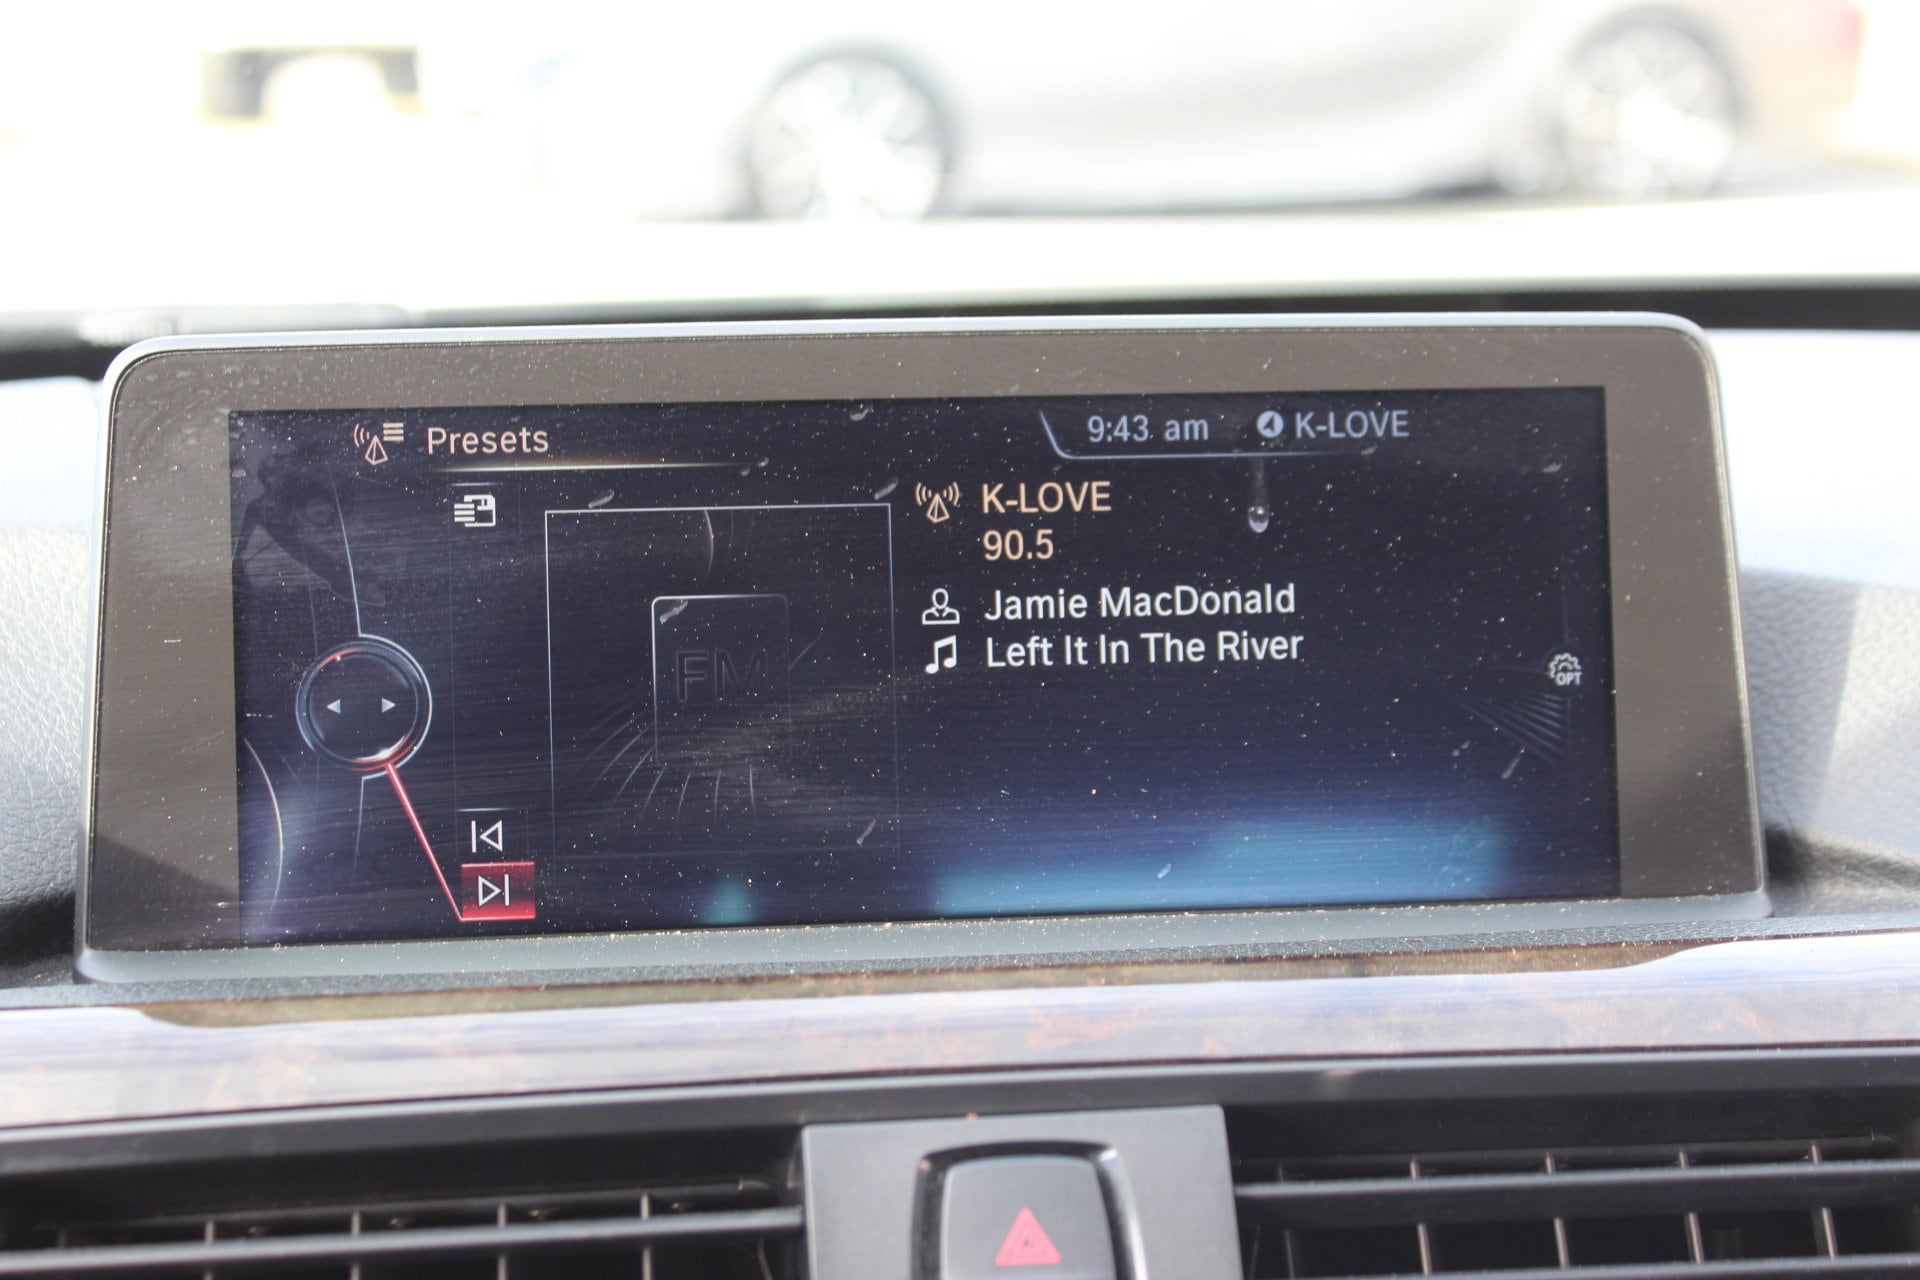 Presets
9:43 am K-LOVE
K-LOVE
90.5
Jamie MacDonald
Left It In The River
FM
OPT